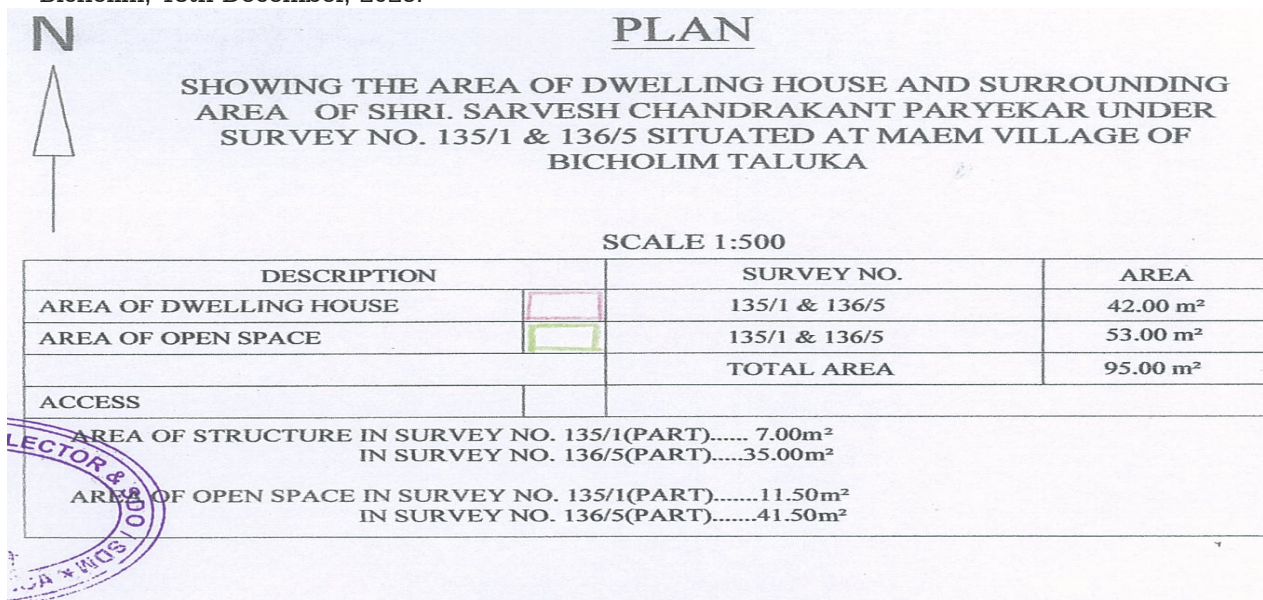 N
PLAN
SHOWING THE AREA OF DWELLING HOUSE AND SURROUNDING
AREA OF SHRI. SARVESH CHANDRAKANT PARYEKAR UNDER
SURVEY NO. 135/1 & 136/5 SITUATED AT MAEM VILLAGE OF
BICHOLIM TALUKA
SCALE 1:500
DESCRIPTION SURVEY NO. AREA
AREA OF DWELLING HOUSE 135/1 & 136/5 42.00 m²
AREA OF OPEN SPACE 135/1 & 136/5 53.00 m²
TOTAL AREA 95.00 m²
ACCESS
AREA OF STRUCTURE IN SURVEY NO. 135/1(PART)...... 7.00m²
IN SURVEY NO. 136/5(PART).....35.00m²
AREA OF OPEN SPACE IN SURVEY NO. 135/1(PART).......11.50m²
IN SURVEY NO. 136/5(PART).......41.50m²
LECTOR & SDO / SDM *